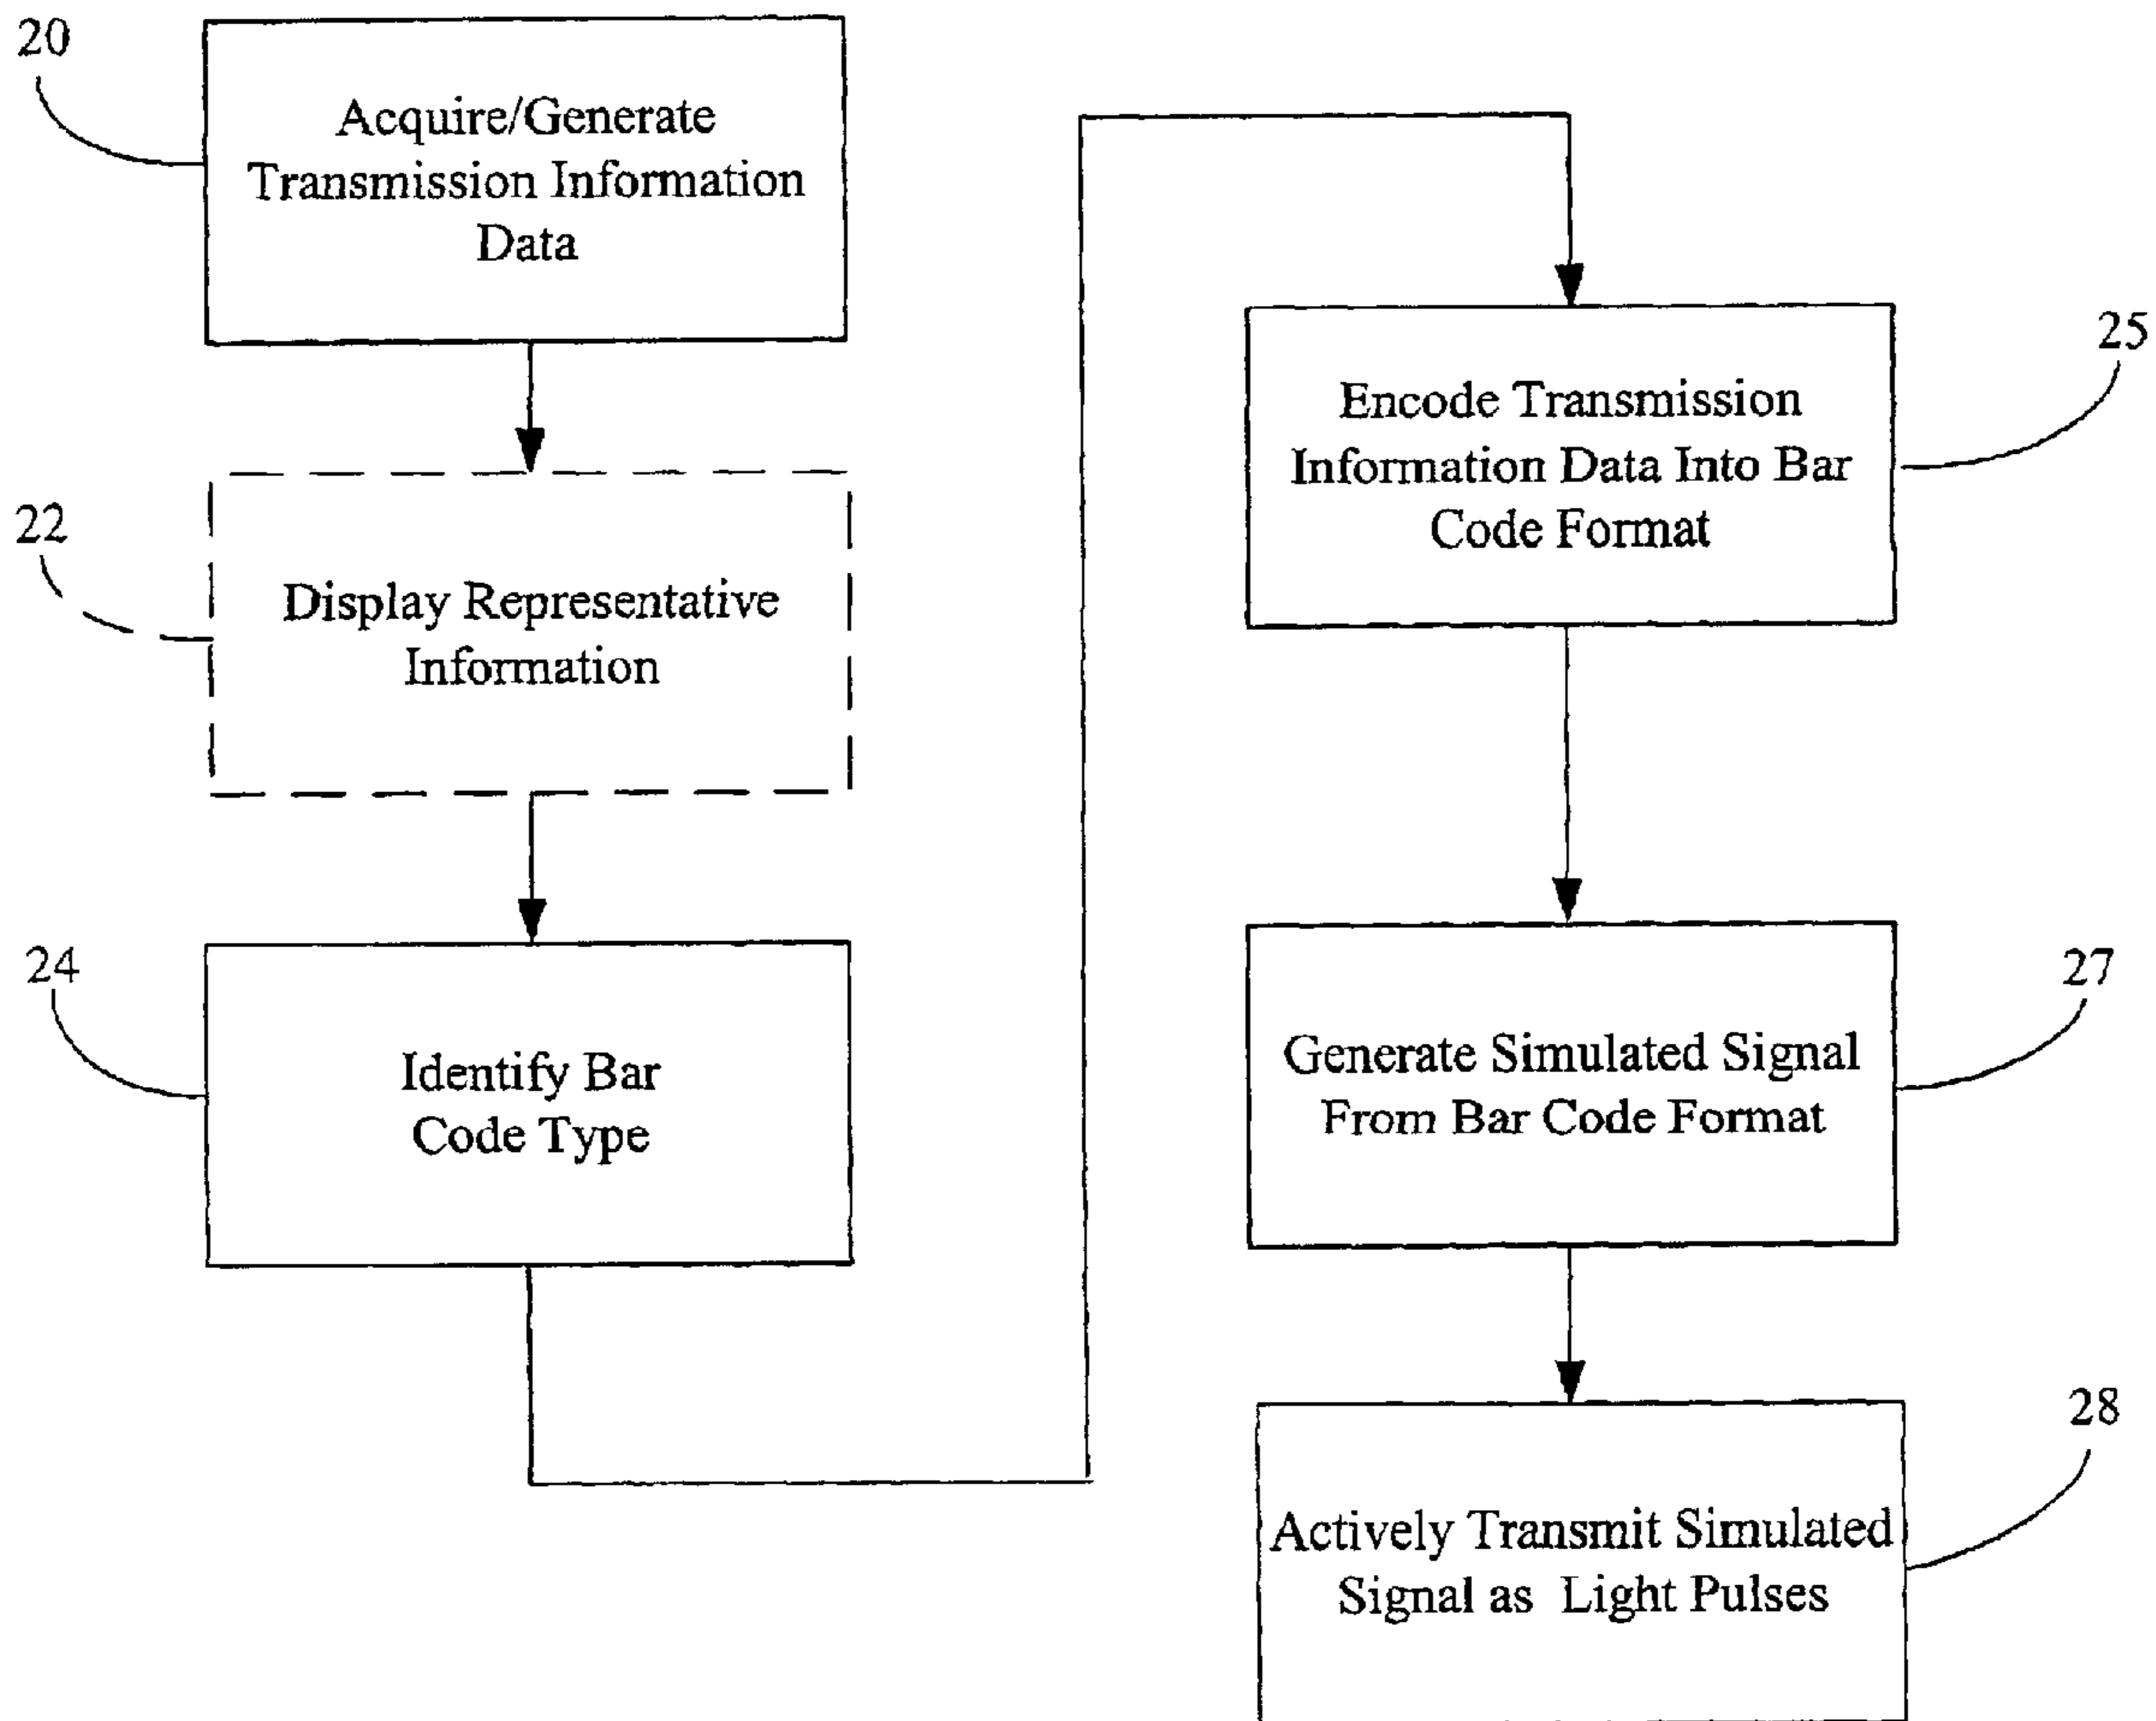 20
Acquire/Generate
Transmission Information
Data
22
Display Representative
Information
24
Identify Bar
Code Type
25
Encode Transmission
Information Data Into Bar
Code Format
27
Generate Simulated Signal
From Bar Code Format
28
Actively Transmit Simulated
Signal as Light Pulses